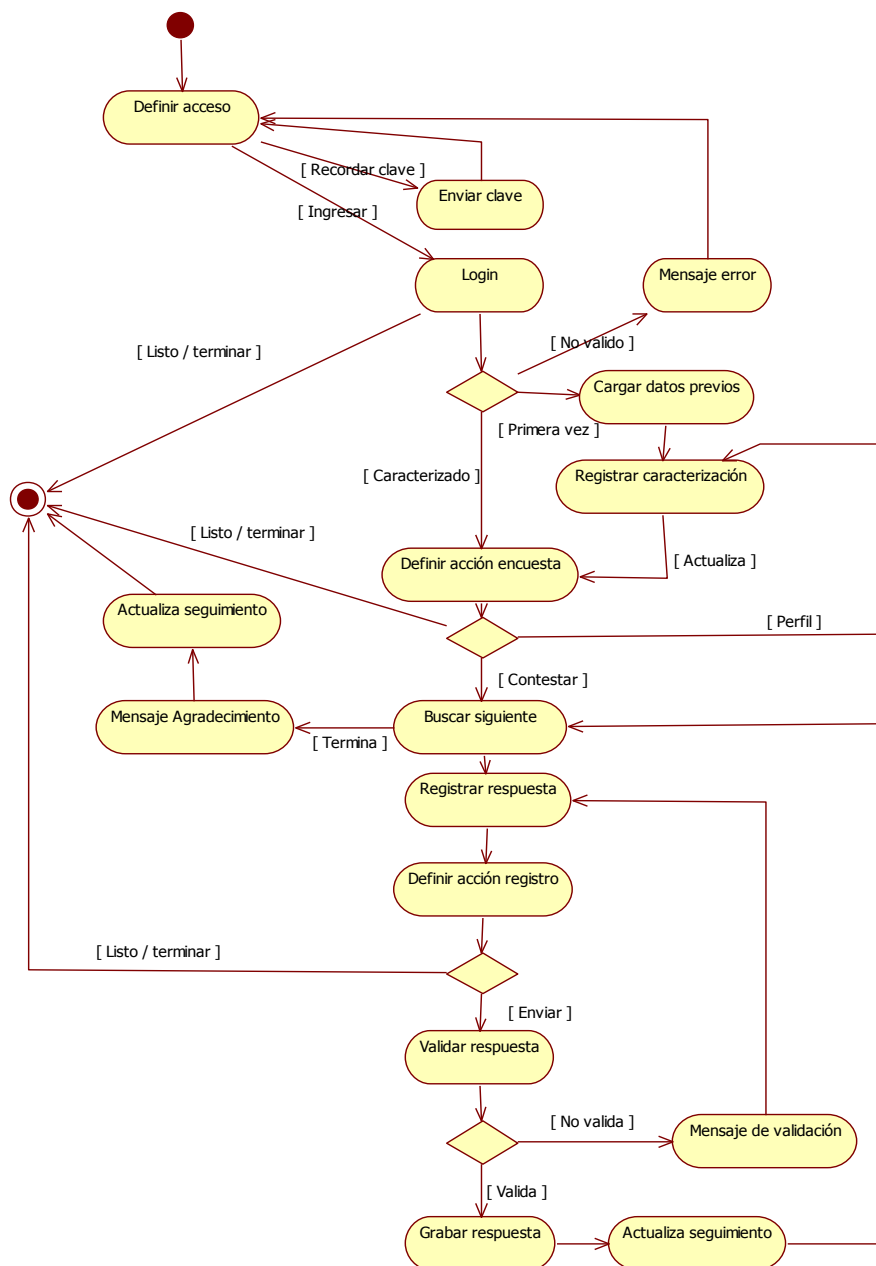 Definir acceso
[ Recordar clave ]
Enviar clave
[ Ingresar ]
Login
Mensaje error
[ Listo / terminar ]
[ No valido ]
Cargar datos previos
[ Primera vez ]
[ Caracterizado ]
Registrar caracterización
[ Listo / terminar ]
Definir acción encuesta
[ Actualiza ]
Actualiza seguimiento
[ Perfil ]
[ Contestar ]
Mensaje Agradecimiento
Buscar siguiente
[ Termina ]
Registrar respuesta
Definir acción registro
[ Listo / terminar ]
[ Enviar ]
Validar respuesta
[ No valida ]
Mensaje de validación
[ Valida ]
Grabar respuesta
Actualiza seguimiento